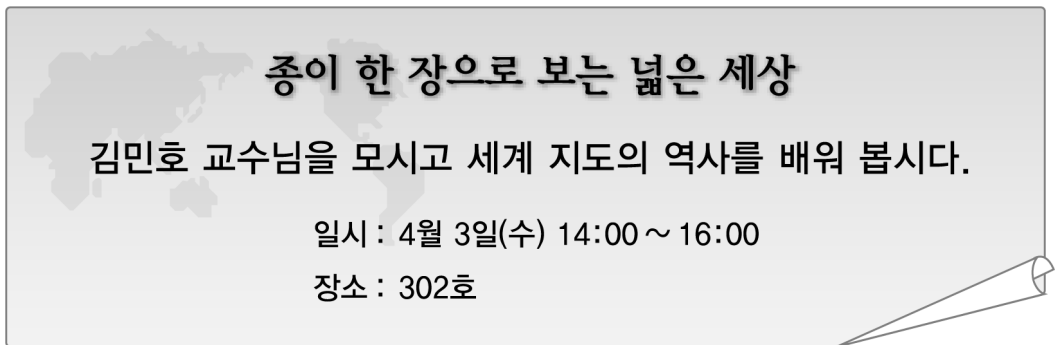 종이 한 장으로 보는 넓은 세상
김민호 교수님을 모시고 세계 지도의 역사를 배워 봅시다.
일시 : 4월 3일(수) 14:00～16:00
장소 : 302호